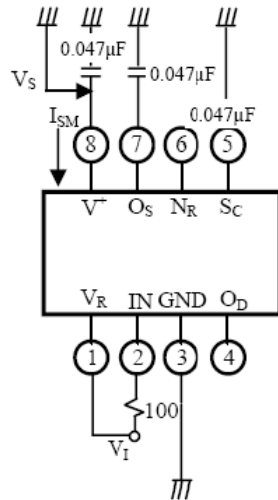 0.047μF
0.047μF
V_S
0.047μF
I_SM
8 7 6 5
V⁺ O_S N_R S_C
V_R IN GND O_D
1 2 3 4
100
V_I